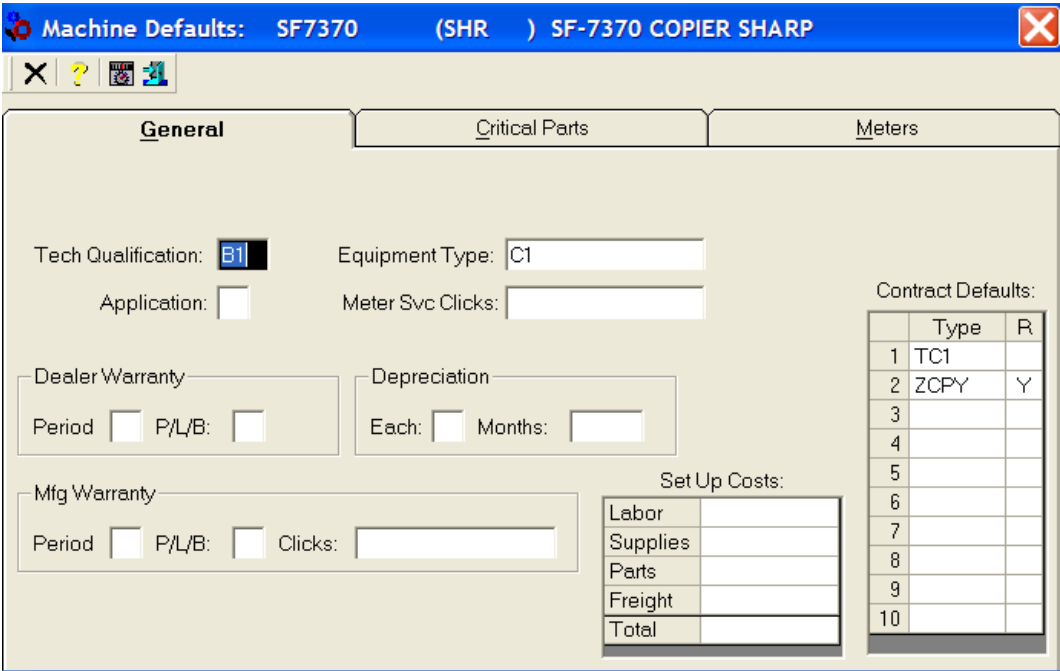 Machine Defaults: SF7370 (SHR ) SF-7370 COPIER SHARP
General Critical Parts Meters
Tech Qualification: B1 Equipment Type: C1
Application: Meter Svc Clicks:
Contract Defaults:
Type R
1 TC1
2 ZCPY Y
3
4
5
6
7
8
9
10
Dealer Warranty
Period P/L/B:
Depreciation
Each: Months:
Mfg Warranty
Period P/L/B: Clicks:
Set Up Costs:
Labor
Supplies
Parts
Freight
Total